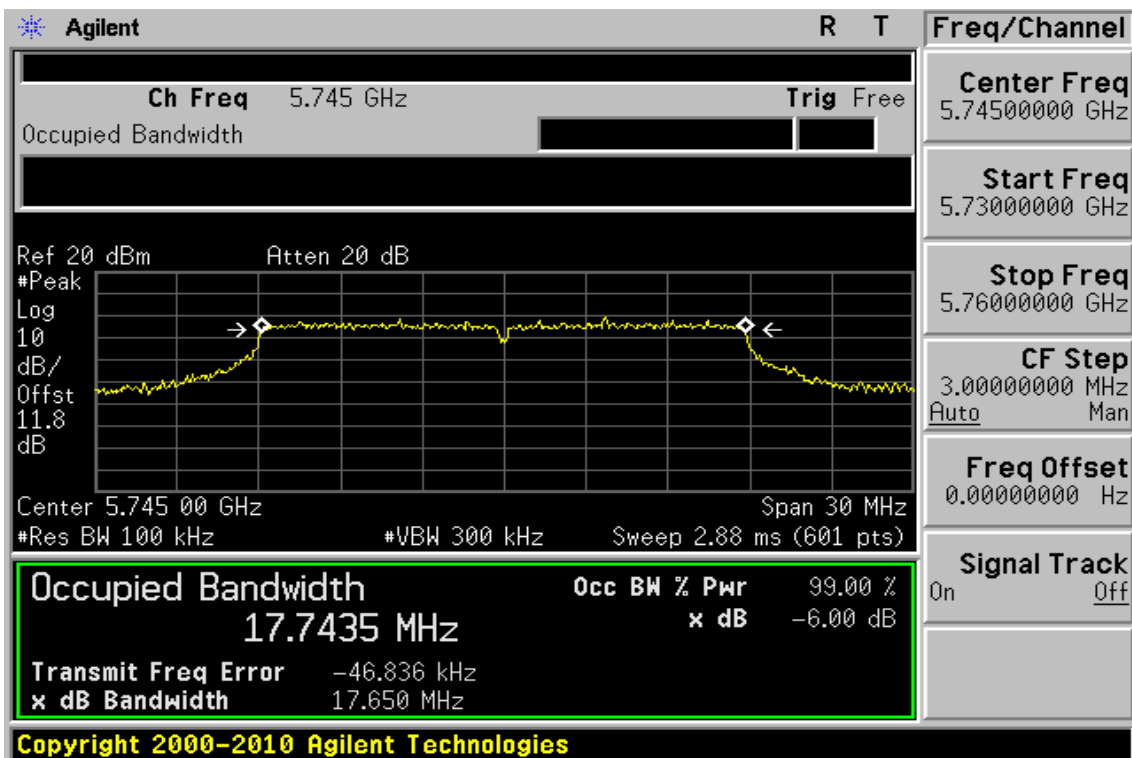 Agilent R T
Ch Freq 5.745 GHz Trig Free
Occupied Bandwidth
Ref 20 dBm Atten 20 dB
#Peak
Log
10
dB/
Offst
11.8
dB
Center 5.745 00 GHz Span 30 MHz
#Res BW 100 kHz #VBW 300 kHz Sweep 2.88 ms (601 pts)
Occupied Bandwidth Occ BW % Pwr 99.00 %
17.7435 MHz x dB -6.00 dB
Transmit Freq Error -46.836 kHz
x dB Bandwidth 17.650 MHz
Copyright 2000-2010 Agilent Technologies
Freq/Channel
Center Freq
5.74500000 GHz
Start Freq
5.73000000 GHz
Stop Freq
5.76000000 GHz
CF Step
3.00000000 MHz
Auto Man
Freq Offset
0.00000000 Hz
Signal Track
On Off